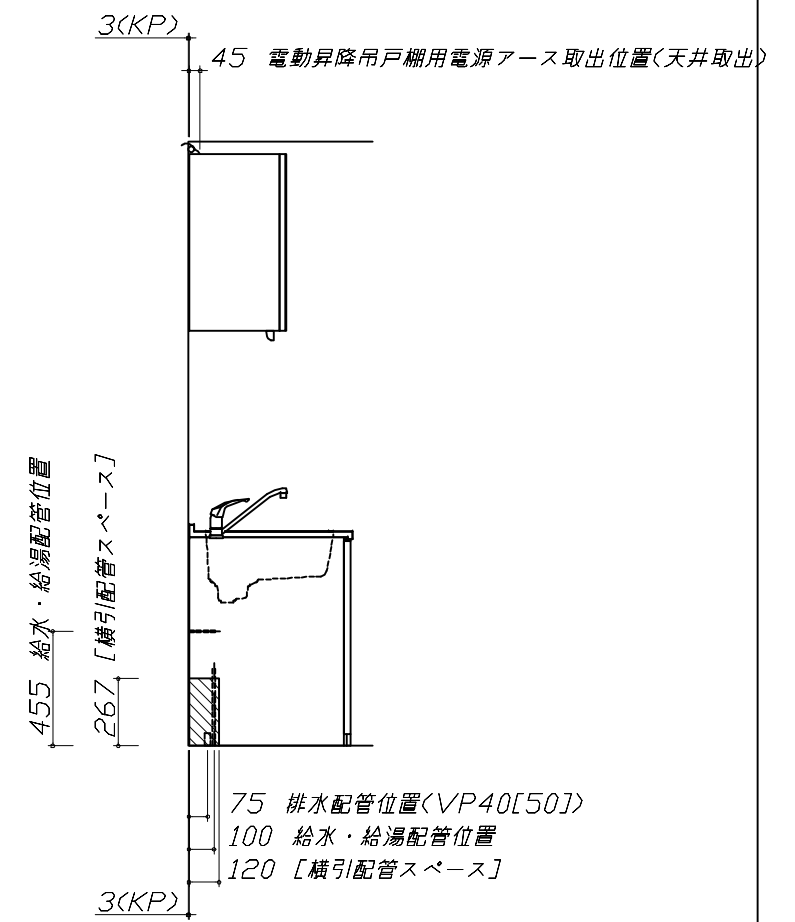 3(KP)
45 電動昇降吊戸棚用電源アース取出位置(天井取出)
455 給水・給湯配管位置
267 [横引配管スペース]
75 排水配管位置(VP40[50])
100 給水・給湯配管位置
120 [横引配管スペース]
3(KP)